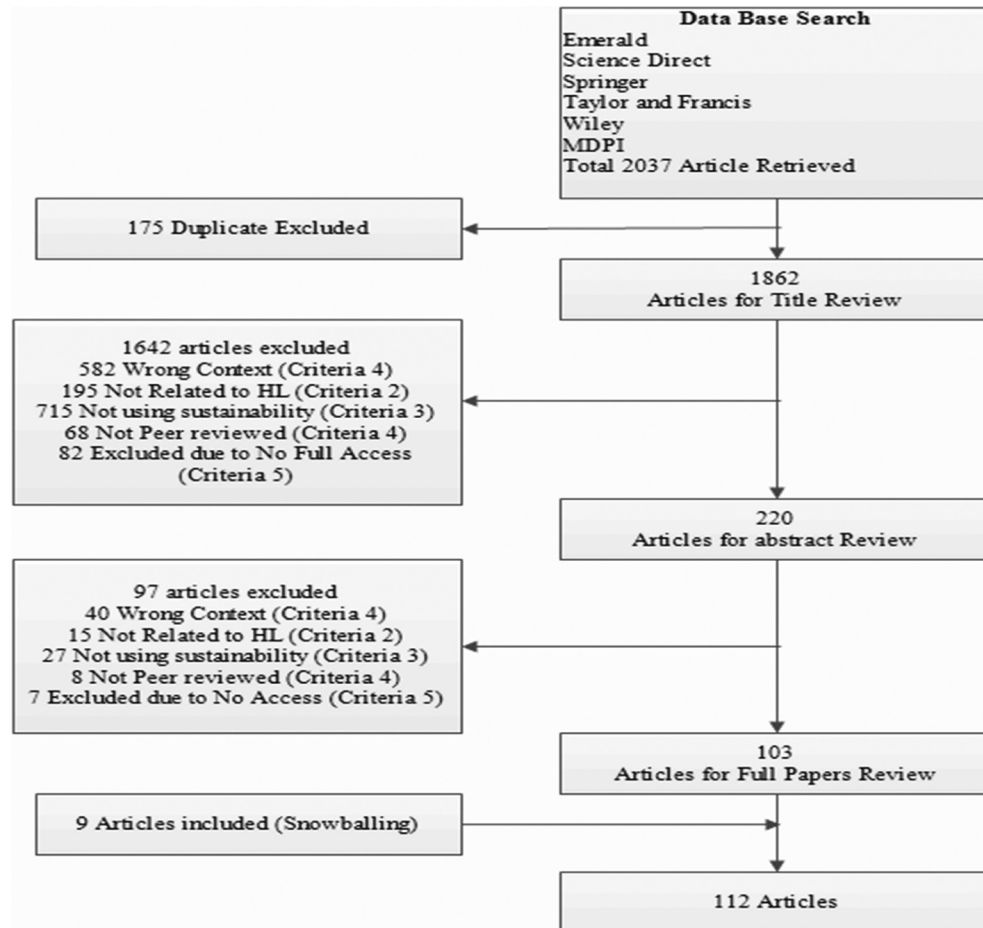 Data Base Search
Emerald
Science Direct
Springer
Taylor and Francis
Wiley
MDPI
Total 2037 Article Retrieved
175 Duplicate Excluded
1862
Articles for Title Review
1642 articles excluded
582 Wrong Context (Criteria 4)
195 Not Related to HL (Criteria 2)
715 Not using sustainability (Criteria 3)
68 Not Peer reviewed (Criteria 4)
82 Excluded due to No Full Access
(Criteria 5)
220
Articles for abstract Review
97 articles excluded
40 Wrong Context (Criteria 4)
15 Not Related to HL (Criteria 2)
27 Not using sustainability (Criteria 3)
8 Not Peer reviewed (Criteria 4)
7 Excluded due to No Access (Criteria 5)
103
Articles for Full Papers Review
9 Articles included (Snowballing)
112 Articles